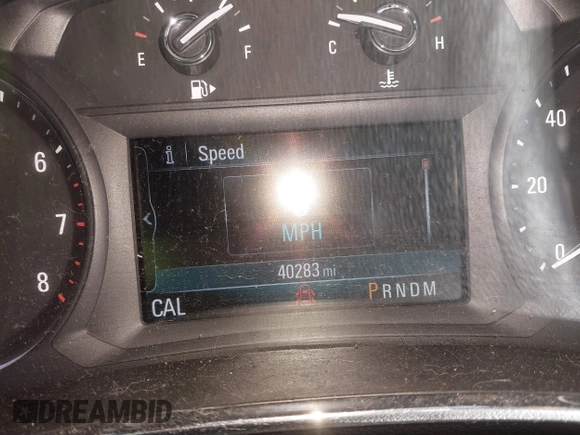 E F
C H
6
7
8
i Speed
MPH
40283 mi
CAL
PRNDM
40
20
0
DREAMBID